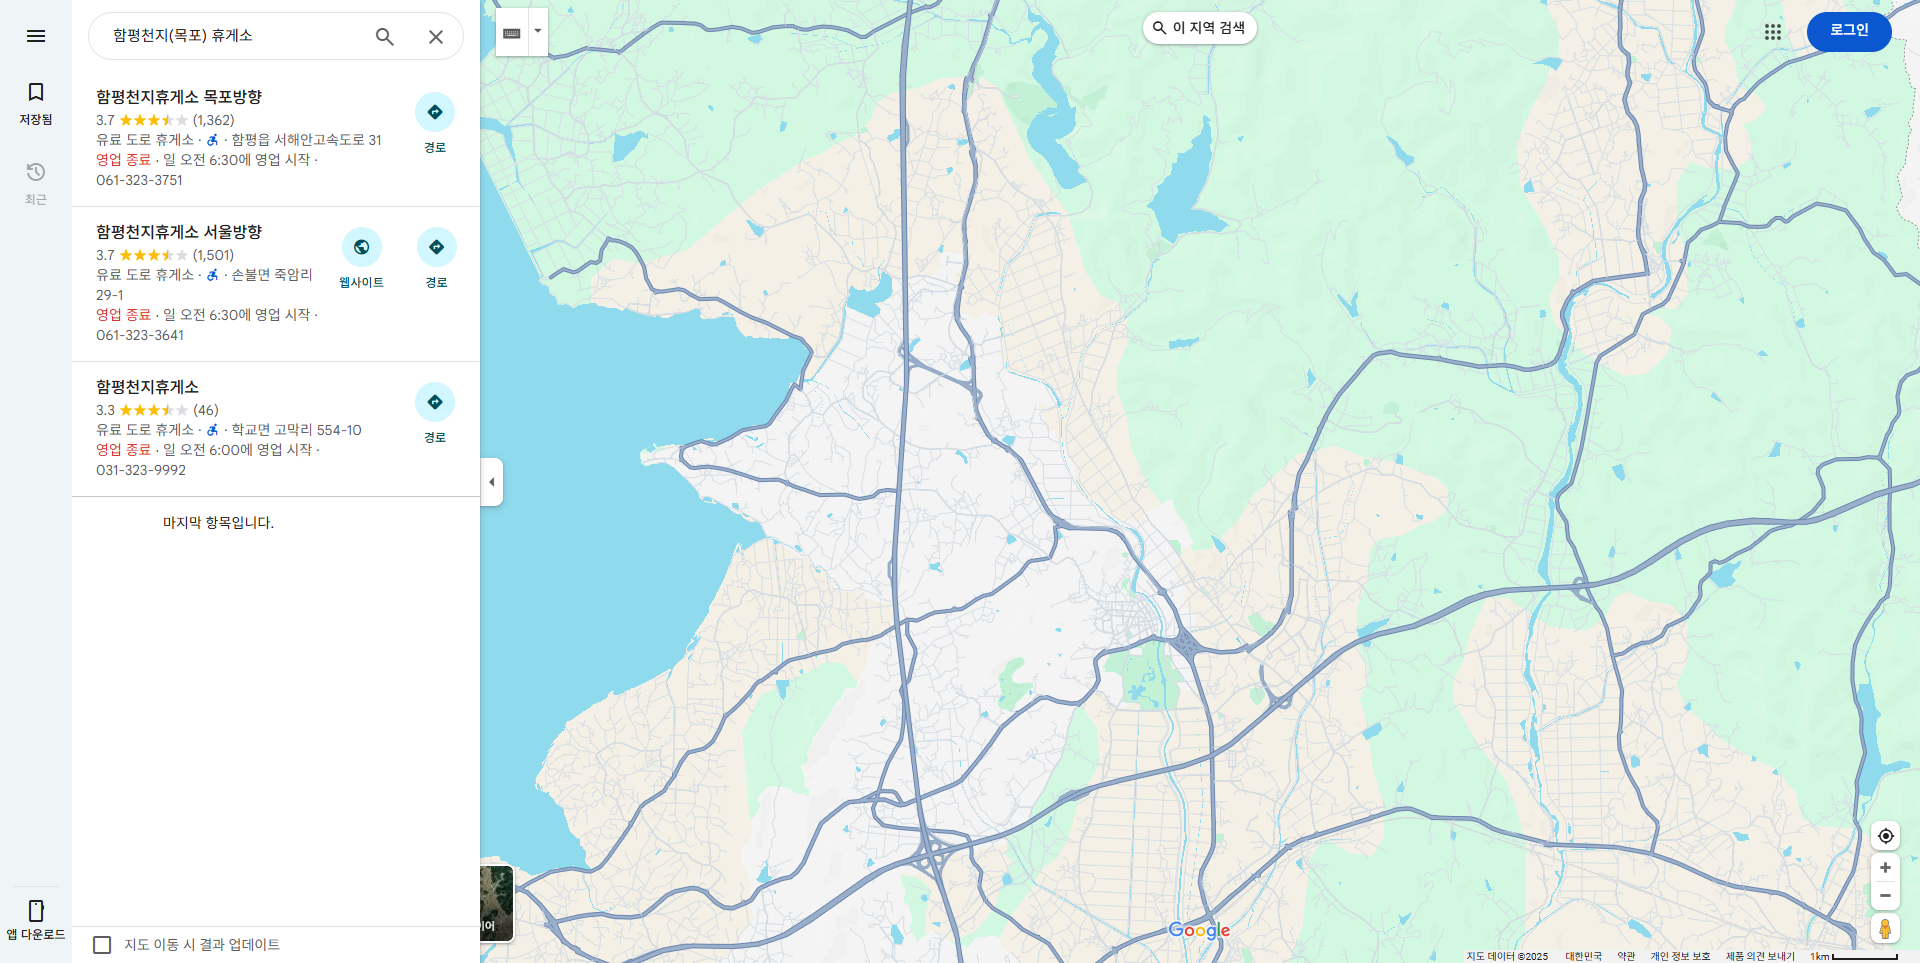 함평천지(목포) 휴게소
저장됨
최근
함평천지휴게소 목포방향
3.7 (1,362)
유료 도로 휴게소 · · 함평읍 서해안고속도로 31
영업 종료 · 일 오전 6:30에 영업 시작 ·
061-323-3751
경로
함평천지휴게소 서울방향
3.7 (1,501)
유료 도로 휴게소 · · 손불면 죽암리
29-1
영업 종료 · 일 오전 6:30에 영업 시작 ·
061-323-3641
웹사이트
경로
함평천지휴게소
3.3 (46)
유료 도로 휴게소 · · 학교면 고막리 554-10
영업 종료 · 일 오전 6:00에 영업 시작 ·
031-323-9992
경로
마지막 항목입니다.
앱 다운로드
지도 이동 시 결과 업데이트
이 지역 검색
로그인
이어
Google
지도 데이터 ©2025 대한민국 약관 개인 정보 보호 제품 의견 보내기 1km